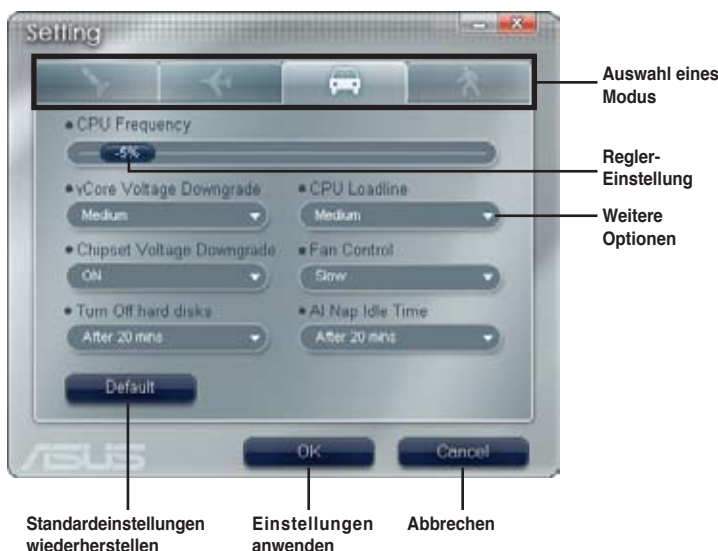 Setting
Auswahl eines
Modus
CPU Frequency
-5%
Regler-
Einstellung
vCore Voltage Downgrade
CPU Loadline
Medium
Medium
Weitere
Optionen
Chipset Voltage Downgrade
Fan Control
ON
Slow
Turn Off hard disks
AI Nap Idle Time
After 20 mins
After 20 mins
Default
ASUS
OK
Cancel
Standardeinstellungen
wiederherstellen
Einstellungen
anwenden
Abbrechen